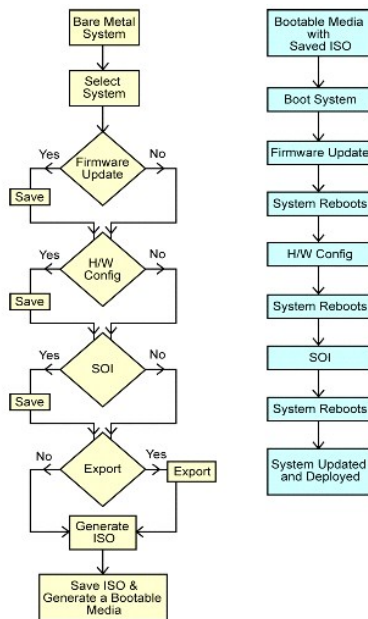 Bare Metal
System
Select
System
Yes
No
Firmware
Update
Save
Yes
No
H/W
Config
Save
Yes
No
SOI
Save
No
Yes
Export
Export
Generate
ISO
Save ISO &
Generate a Bootable
Media
Bootable Media
with
Saved ISO
Boot System
Firmware Update
System Reboots
H/W Config
System Reboots
SOI
System Reboots
System Updated
and Deployed